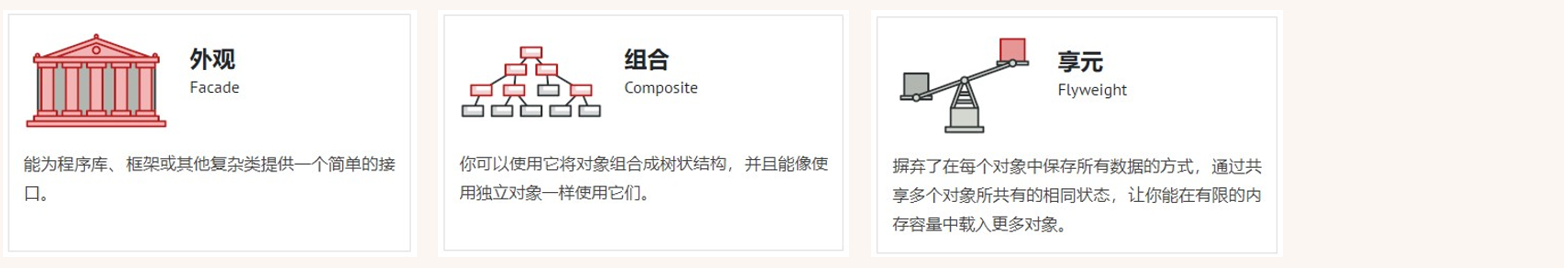 外观
Facade
能为程序库、框架或其他复杂类提供一个简单的接
口。
组合
Composite
你可以使用它将对象组合成树状结构，并且能像使
用独立对象一样使用它们。
享元
Flyweight
摒弃了在每个对象中保存所有数据的方式，通过共
享多个对象所共有的相同状态，让你能在有限的内
存容量中载入更多对象。